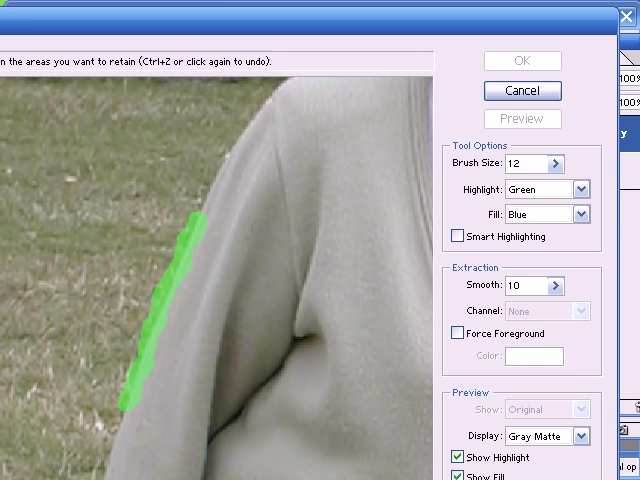 n the areas you want to retain (Ctrl+Z or click again to undo).
OK
Cancel
Preview
Tool Options
Brush Size: 12
Highlight: Green
Fill: Blue
Smart Highlighting
Extraction
Smooth: 10
Channel: None
Force Foreground
Color:
Preview
Show: Original
Display: Gray Matte
Show Highlight
Show Fill
100%
100%
y
al op